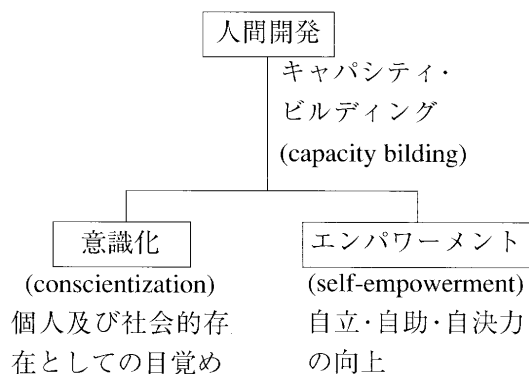 人間開発
キャパシティ・
ビルディング
(capacity bilding)
意識化
(conscientization)
個人及び社会的存
在としての目覚め
エンパワーメント
(self-empowerment)
自立・自助・自決力
の向上